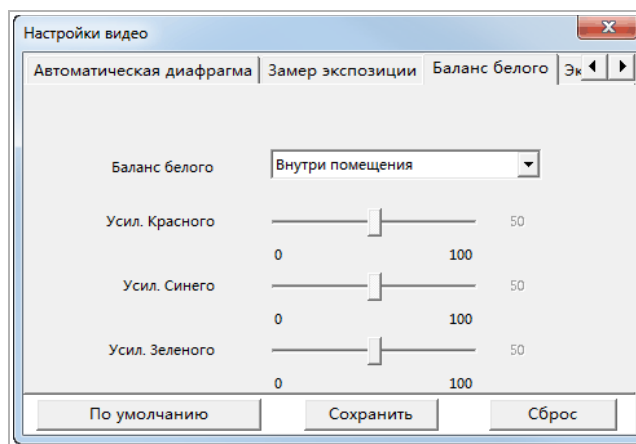 Настройки видео
Автоматическая диафрагма Замер экспозиции Баланс белого Эк
Баланс белого Внутри помещения
Усил. Красного 50
0 100
Усил. Синего 50
0 100
Усил. Зеленого 50
0 100
По умолчанию Сохранить Сброс